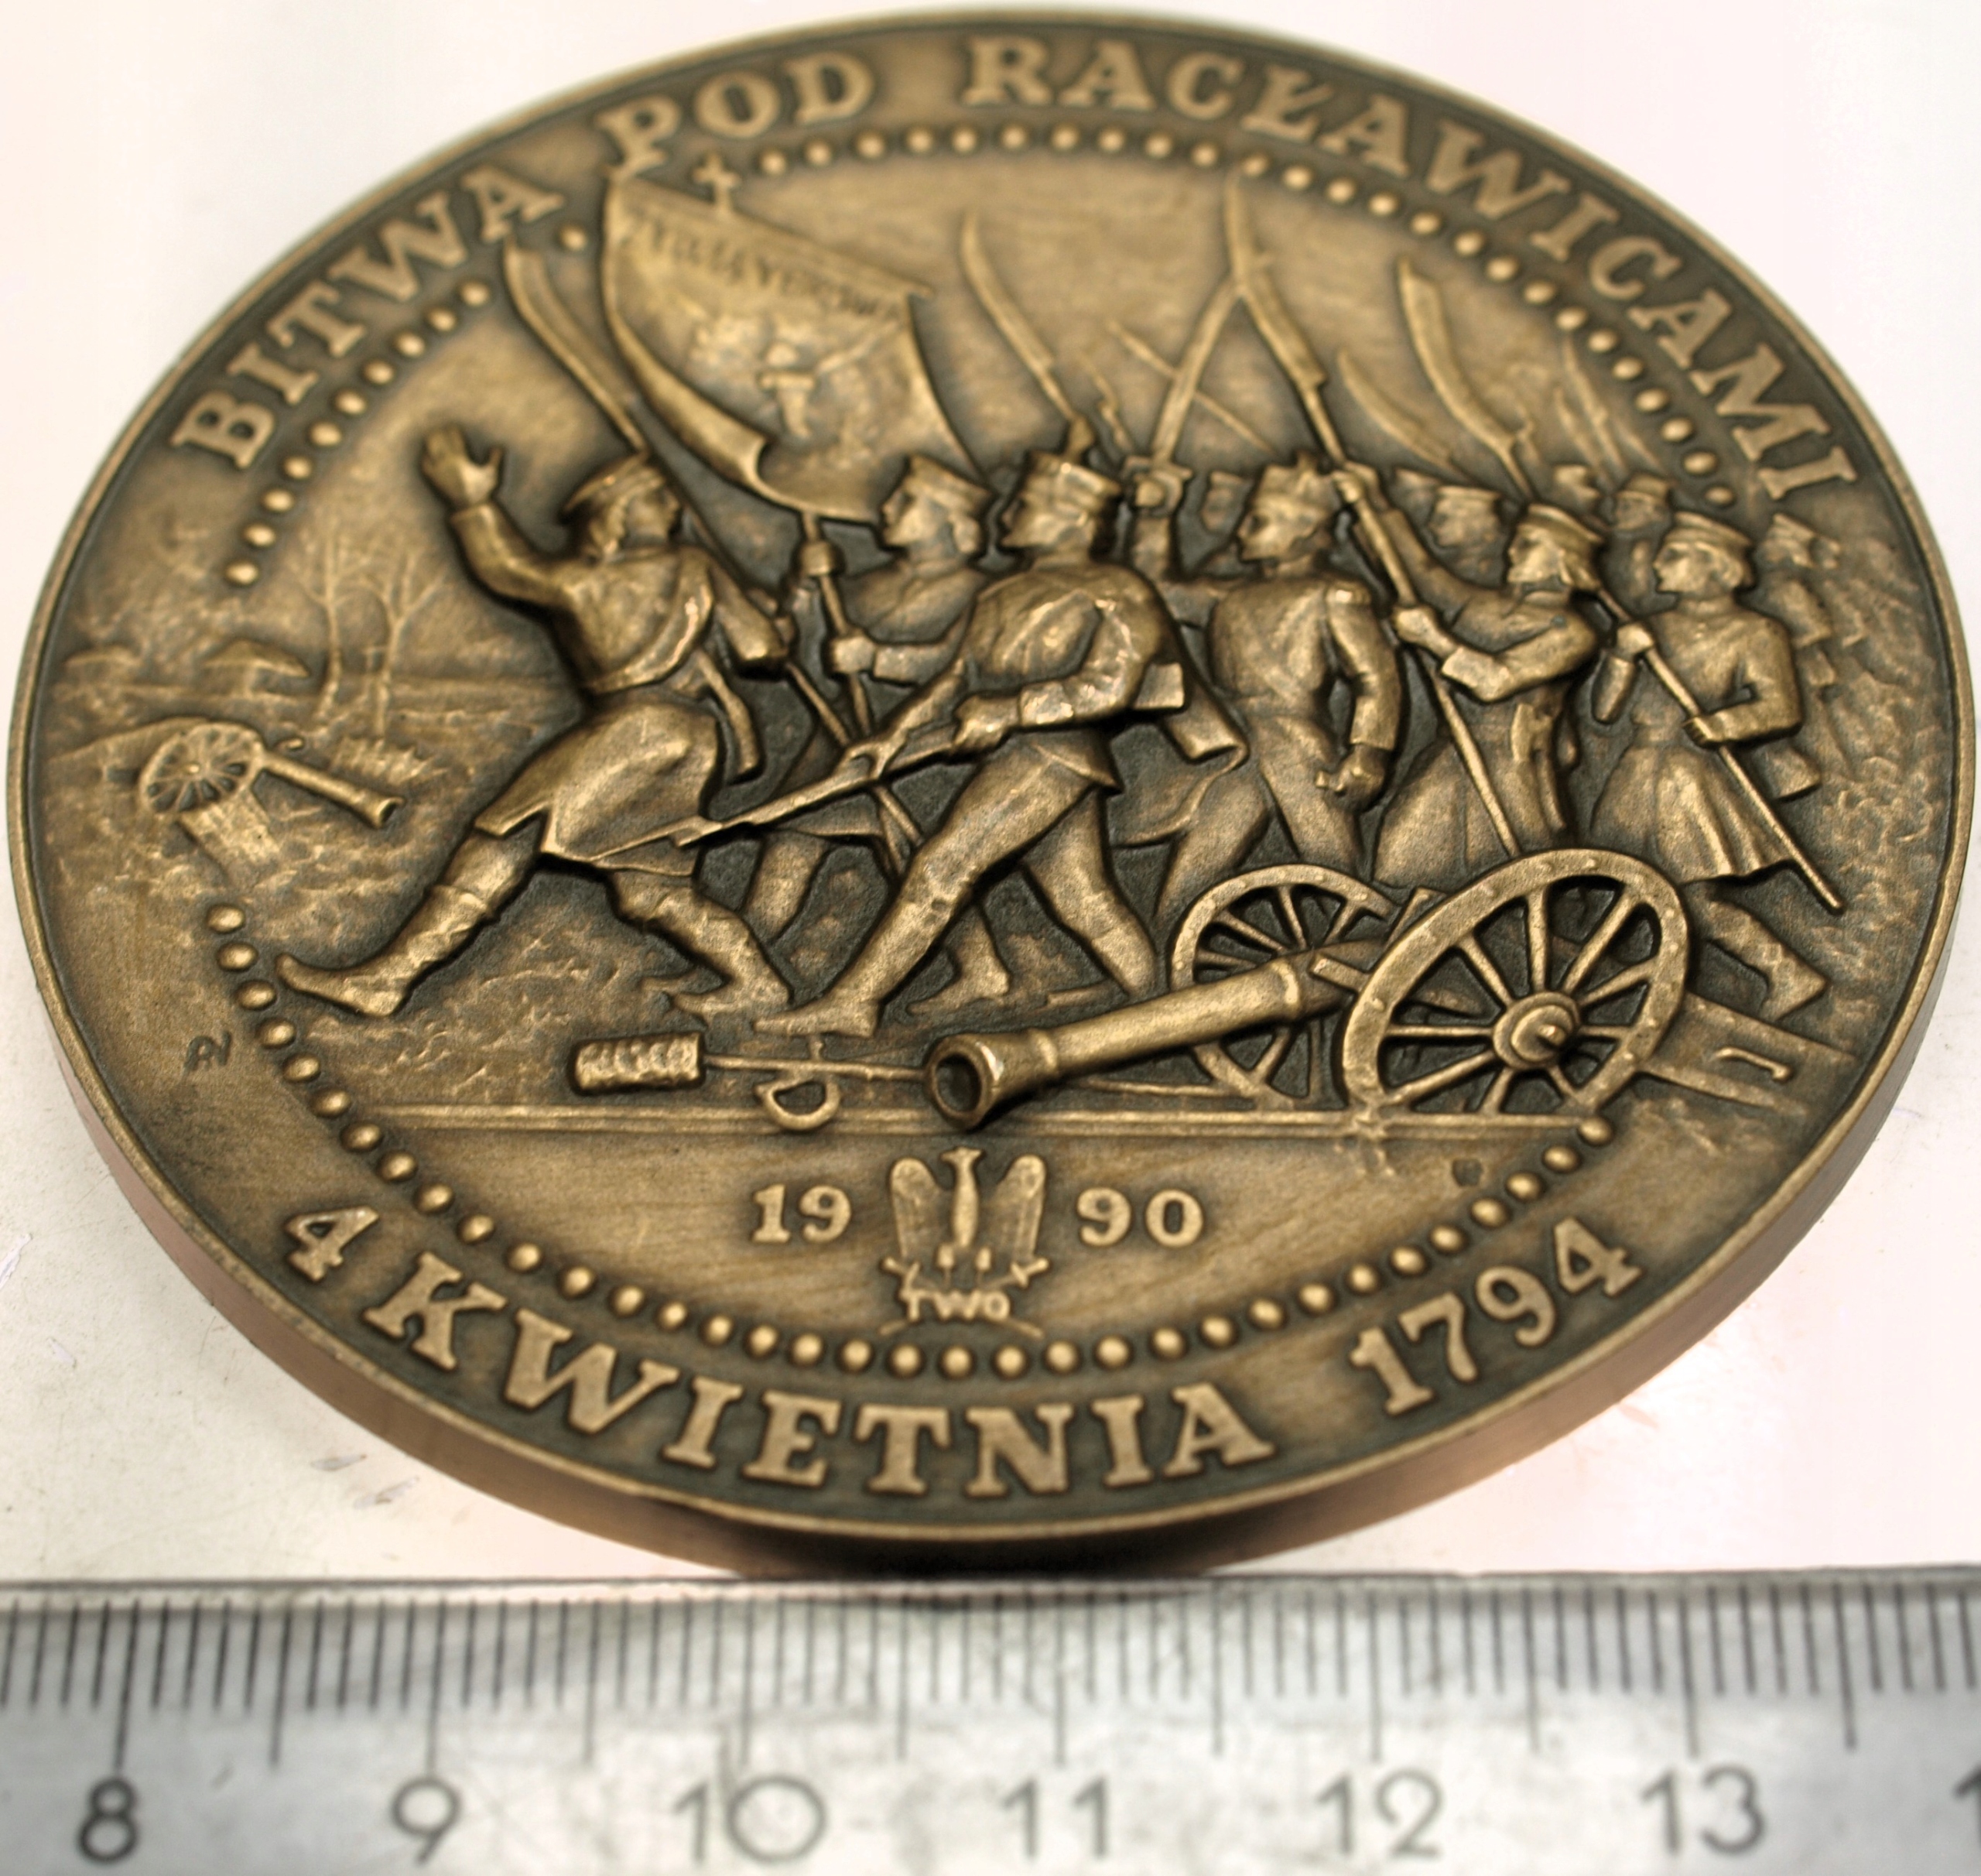 BITWA POD RACŁAWICAMI
19 90
TWO
4 KWIETNIA 1794
8 9 10 11 12 13